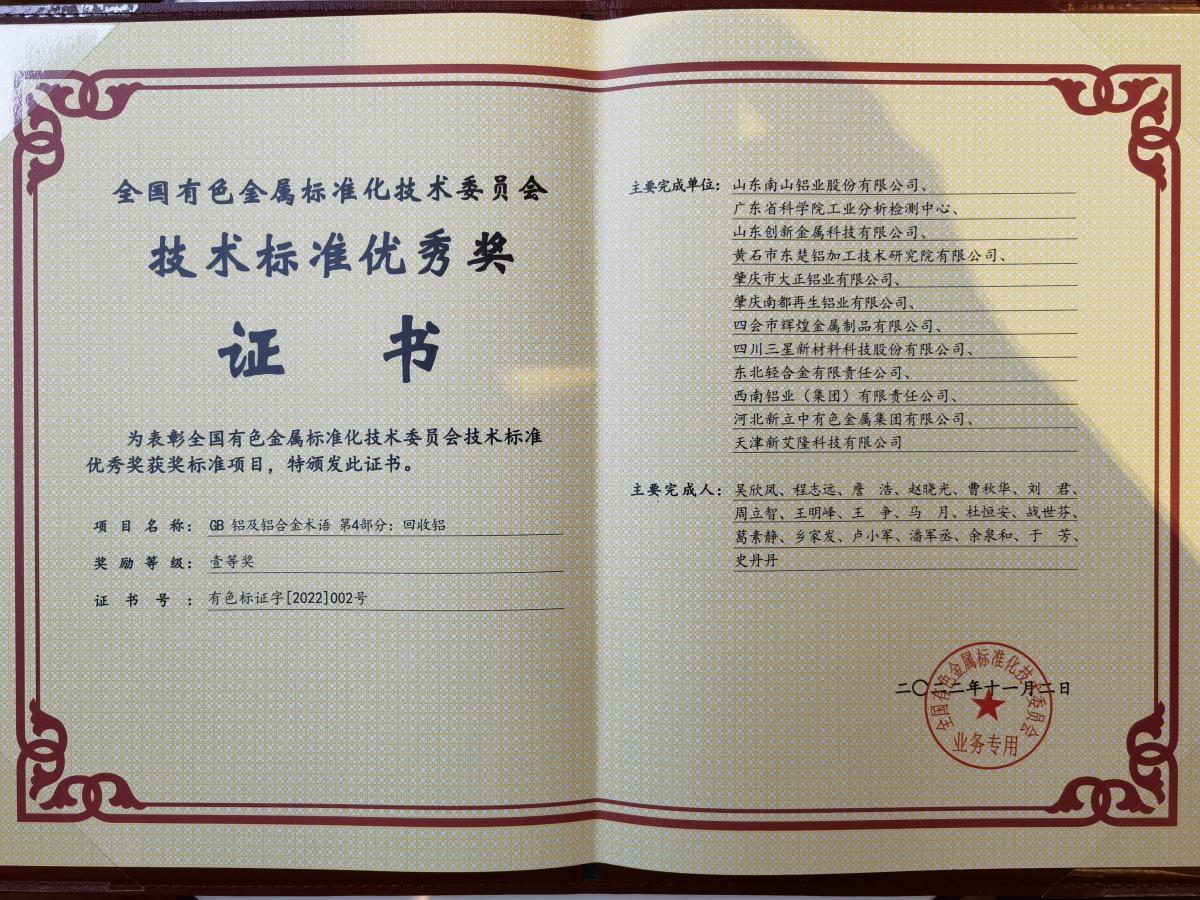 全国有色金属标准化技术委员会
技术标准优秀奖
证 书
为表彰全国有色金属标准化技术委员会技术标准
优秀奖获奖标准项目，特颁发此证书。
项目名称： GB 铝及铝合金术语 第4部分：回收铝
奖励等级： 壹等奖
证书号： 有色标证字[2022]002号
主要完成单位： 山东南山铝业股份有限公司、
广东省科学院工业分析检测中心、
山东创新金属科技有限公司、
黄石市东楚铝加工技术研究院有限公司、
肇庆市大正铝业有限公司、
肇庆南都再生铝业有限公司、
四会市辉煌金属制品有限公司、
四川三星新材料科技股份有限公司、
东北轻合金有限责任公司、
西南铝业（集团）有限责任公司、
河北新立中有色金属集团有限公司、
天津新艾隆科技有限公司
主要完成人： 吴欣凤、程志远、詹 浩、赵晓光、曹秋华、刘 君、
周立智、王明峰、王 争、马 月、杜恒安、战世芬、
葛素静、乡家发、卢小军、潘军丞、余泉和、于 芳、
史丹丹
二〇二二年十一月二日
全国有色金属标准化技术委员会
业务专用